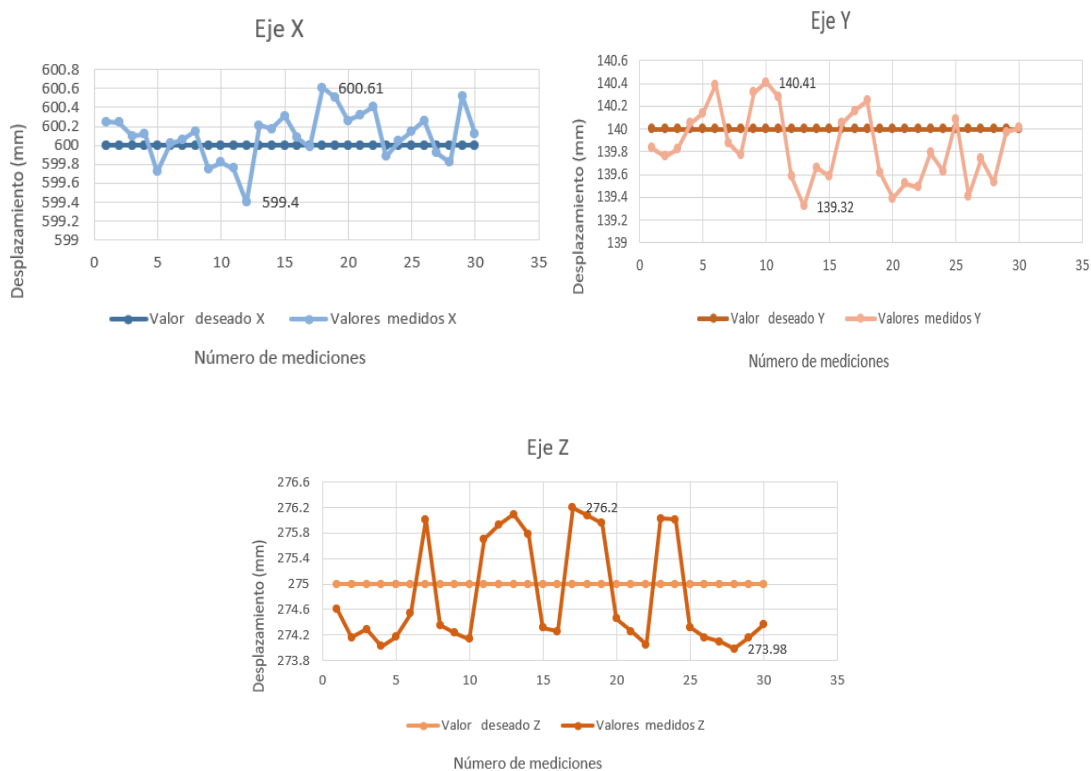 Eje X
Desplazamiento (mm)
600.8
600.6
600.4
600.2
600
599.8
599.6
599.4
599.2
599
600.61
599.4
0 5 10 15 20 25 30 35
Valor deseado X Valores medidos X
Número de mediciones
Eje Y
Desplazamiento (mm)
140.6
140.4
140.2
140
139.8
139.6
139.4
139.2
139
140.41
139.32
0 5 10 15 20 25 30 35
Valor deseado Y Valores medidos Y
Número de mediciones
Eje Z
Desplazamiento (mm)
276.6
276.2
275.8
275.4
275
274.6
274.2
273.8
276.2
273.98
0 5 10 15 20 25 30 35
Valor deseado Z Valores medidos Z
Número de mediciones